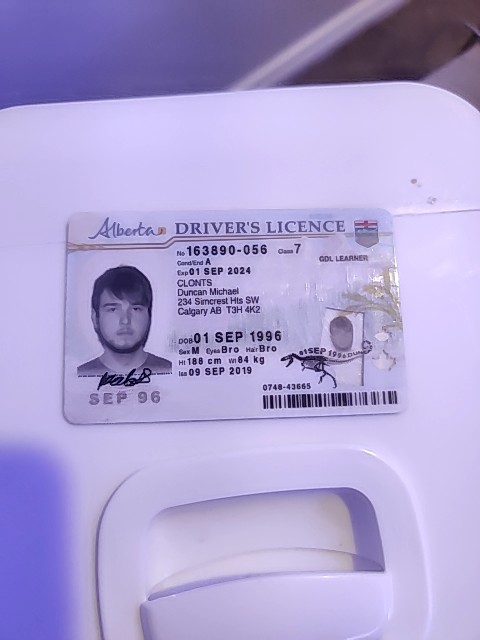 Alberta DRIVER'S LICENCE
No 163890-056 Class 7
Cond/End A
GDL LEARNER
Exp 01 SEP 2024
CLONTS
Duncan Michael
234 Simcrest Hts SW
Calgary AB T3H 4K2
DOB 01 SEP 1996
Sex M Eyes Bro Hair Bro
Ht 188 cm Wt 84 kg
Iss 09 SEP 2019
01SEP 1996 DUNC
SEP 96
0748-43665